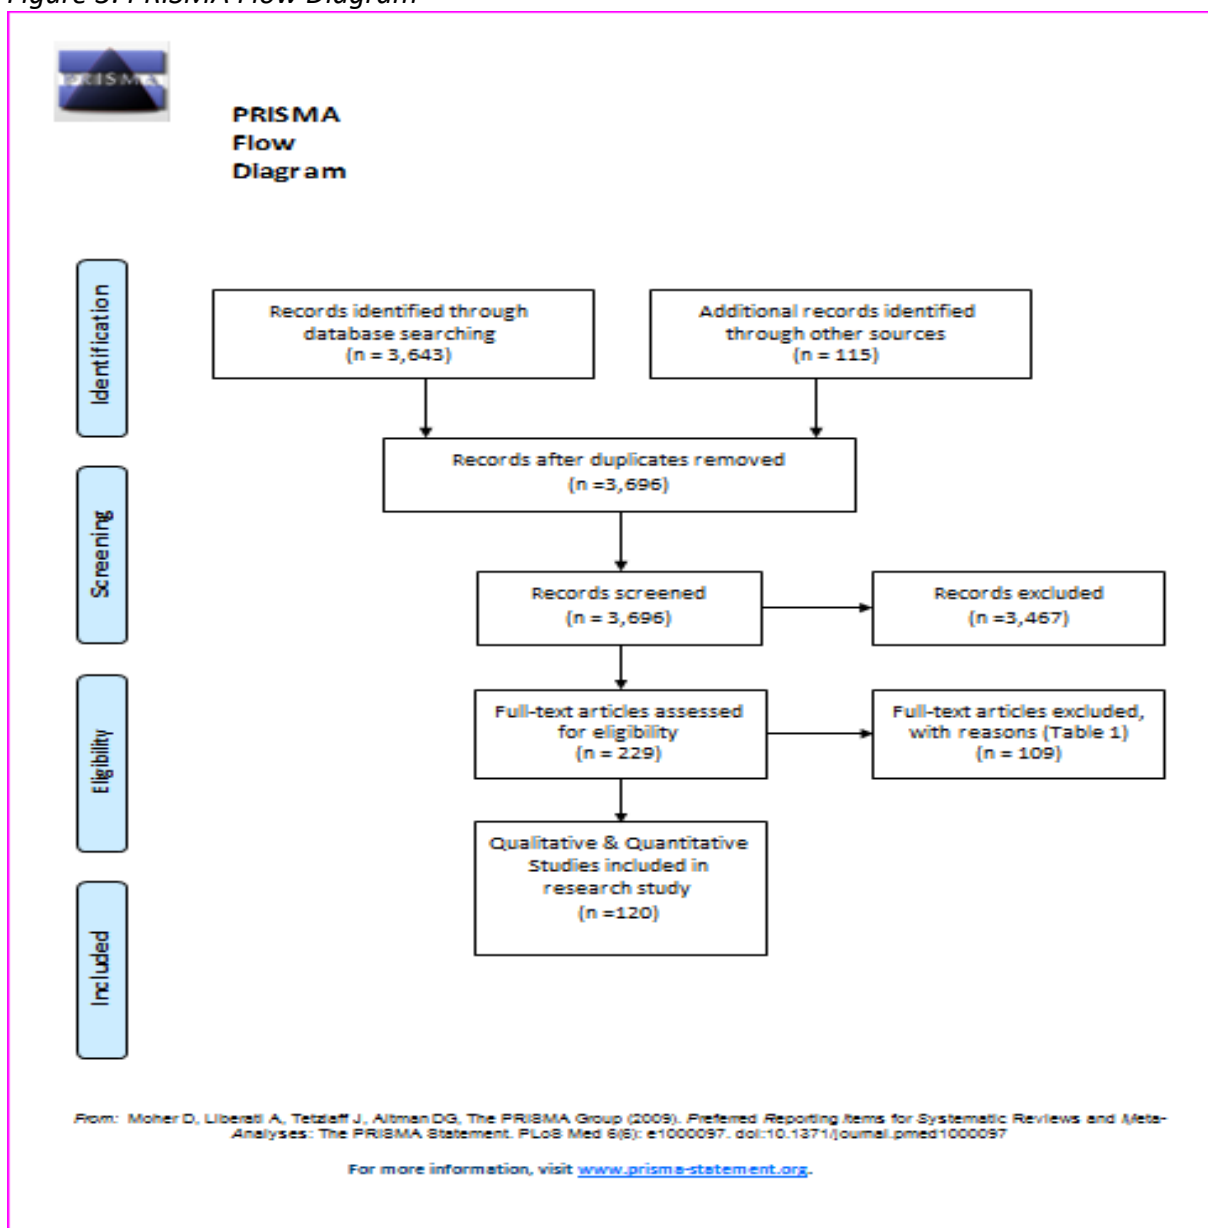 Figure 3: PRISMA Flow Diagram
PRISMA
PRISMA
Flow
Diagram
Identification
Records identified through
database searching
(n = 3,643)
Additional records identified
through other sources
(n = 115)
Records after duplicates removed
(n =3,696)
Screening
Records screened
(n = 3,696)
Records excluded
(n =3,467)
Eligibility
Full-text articles assessed
for eligibility
(n = 229)
Full-text articles excluded,
with reasons (Table 1)
(n = 109)
Included
Qualitative & Quantitative
Studies included in
research study
(n =120)
From: Moher D, Liberati A, Tetzlaff J, Altman DG, The PRISMA Group (2009). Preferred Reporting Items for Systematic Reviews and Meta-
Analyses: The PRISMA Statement. PLoS Med 6(6): e1000097. doi:10.1371/journal.pmed1000097
For more information, visit www.prisma-statement.org.